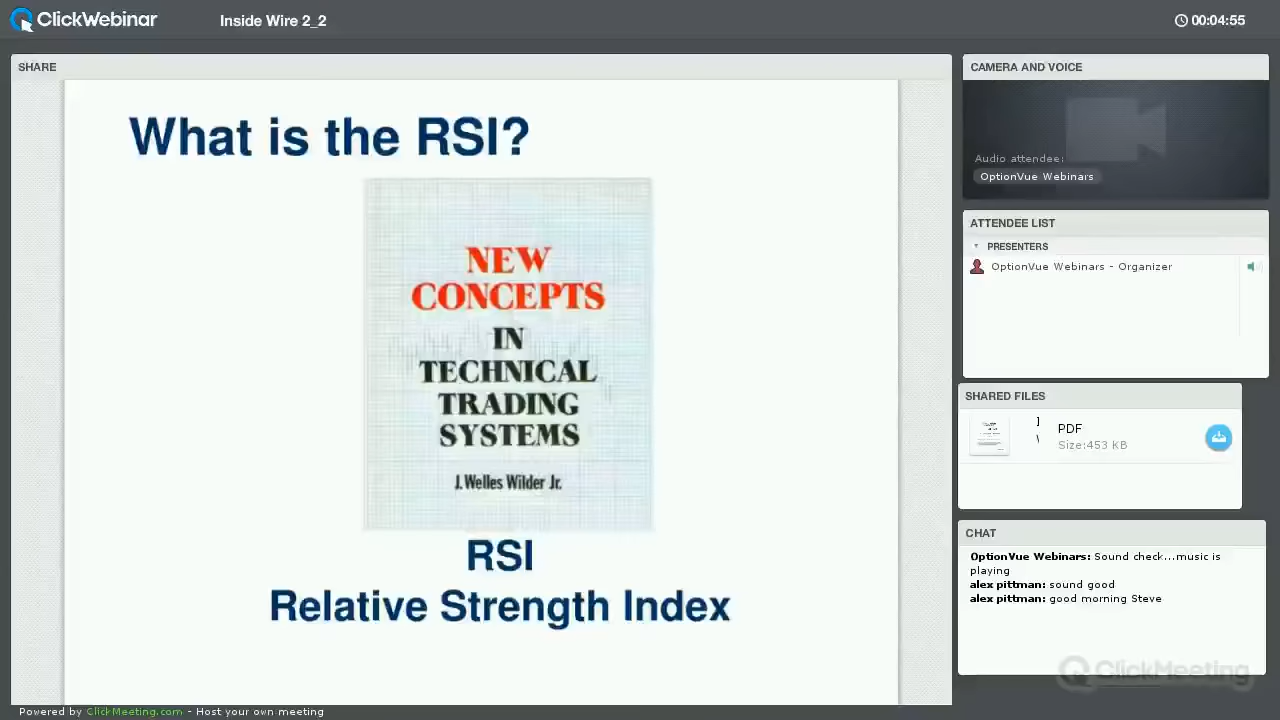 ClickWebinar
Inside Wire 2_2
00:04:55
SHARE
What is the RSI?
NEW
CONCEPTS
IN
TECHNICAL
TRADING
SYSTEMS
J. Welles Wilder Jr.
RSI
Relative Strength Index
CAMERA AND VOICE
Audio attendee:
OptionVue Webinars
ATTENDEE LIST
PRESENTERS
OptionVue Webinars - Organizer
SHARED FILES
PDF
Size:453 KB
CHAT
OptionVue Webinars: Sound check...music is
playing
alex pittman: sound good
alex pittman: good morning Steve
ClickMeeting
Powered by ClickMeeting.com - Host your own meeting